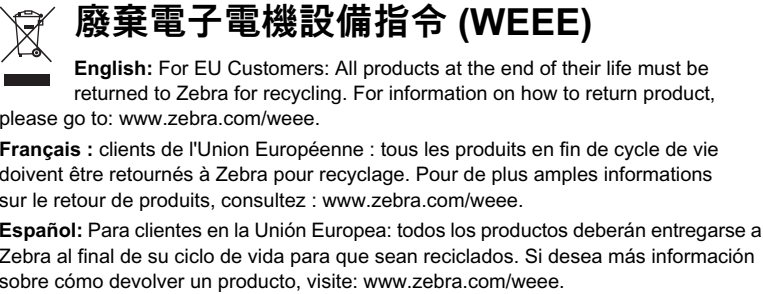 廢棄電子電機設備指令 (WEEE)
English: For EU Customers: All products at the end of their life must be
returned to Zebra for recycling. For information on how to return product,
please go to: www.zebra.com/weee.
Français : clients de l'Union Européenne : tous les produits en fin de cycle de vie
doivent être retournés à Zebra pour recyclage. Pour de plus amples informations
sur le retour de produits, consultez : www.zebra.com/weee.
Español: Para clientes en la Unión Europea: todos los productos deberán entregarse a
Zebra al final de su ciclo de vida para que sean reciclados. Si desea más información
sobre cómo devolver un producto, visite: www.zebra.com/weee.